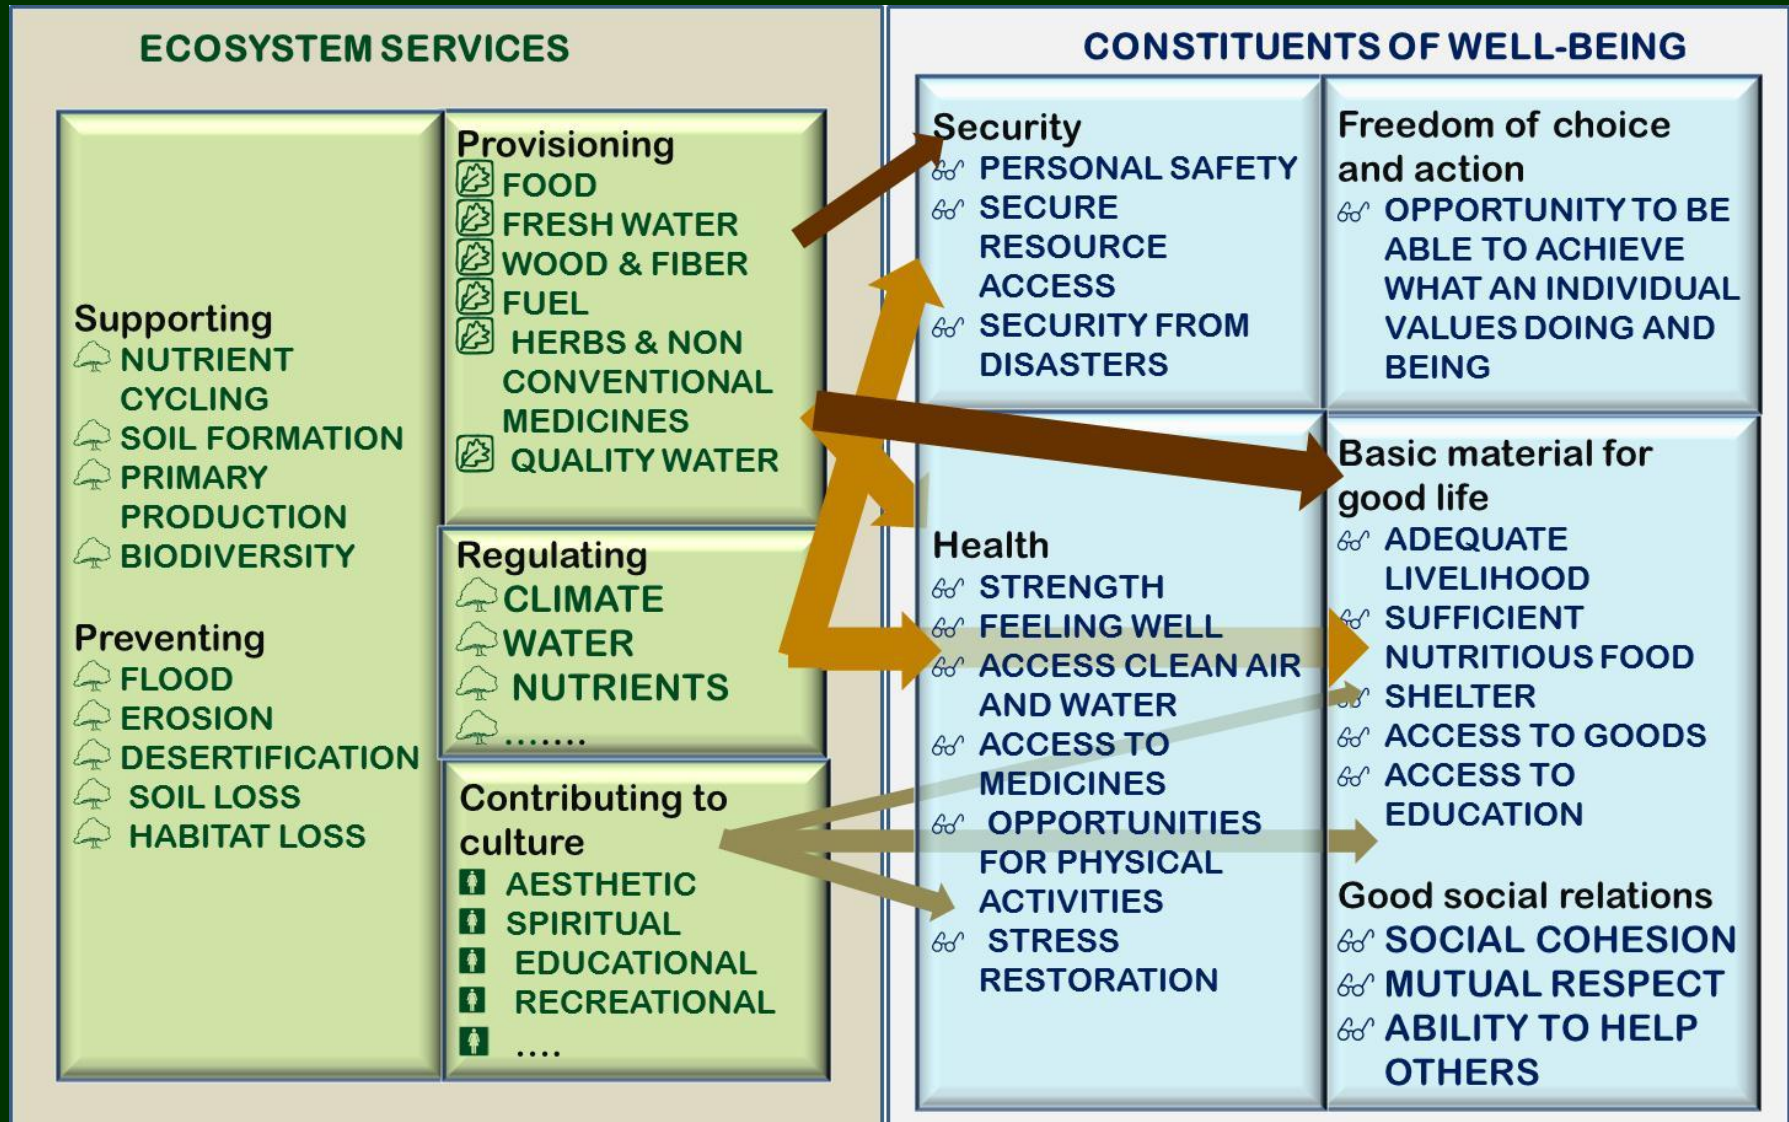 ECOSYSTEM SERVICES
Supporting
NUTRIENT
CYCLING
SOIL FORMATION
PRIMARY
PRODUCTION
BIODIVERSITY
Preventing
FLOOD
EROSION
DESERTIFICATION
SOIL LOSS
HABITAT LOSS
Provisioning
FOOD
FRESH WATER
WOOD & FIBER
FUEL
HERBS & NON
CONVENTIONAL
MEDICINES
QUALITY WATER
Regulating
CLIMATE
WATER
NUTRIENTS
.......
Contributing to
culture
AESTHETIC
SPIRITUAL
EDUCATIONAL
RECREATIONAL
....
CONSTITUENTS OF WELL-BEING
Security
PERSONAL SAFETY
SECURE
RESOURCE
ACCESS
SECURITY FROM
DISASTERS
Freedom of choice
and action
OPPORTUNITY TO BE
ABLE TO ACHIEVE
WHAT AN INDIVIDUAL
VALUES DOING AND
BEING
Health
STRENGTH
FEELING WELL
ACCESS CLEAN AIR
AND WATER
ACCESS TO
MEDICINES
OPPORTUNITIES
FOR PHYSICAL
ACTIVITIES
STRESS
RESTORATION
Basic material for
good life
ADEQUATE
LIVELIHOOD
SUFFICIENT
NUTRITIOUS FOOD
SHELTER
ACCESS TO GOODS
ACCESS TO
EDUCATION
Good social relations
SOCIAL COHESION
MUTUAL RESPECT
ABILITY TO HELP
OTHERS